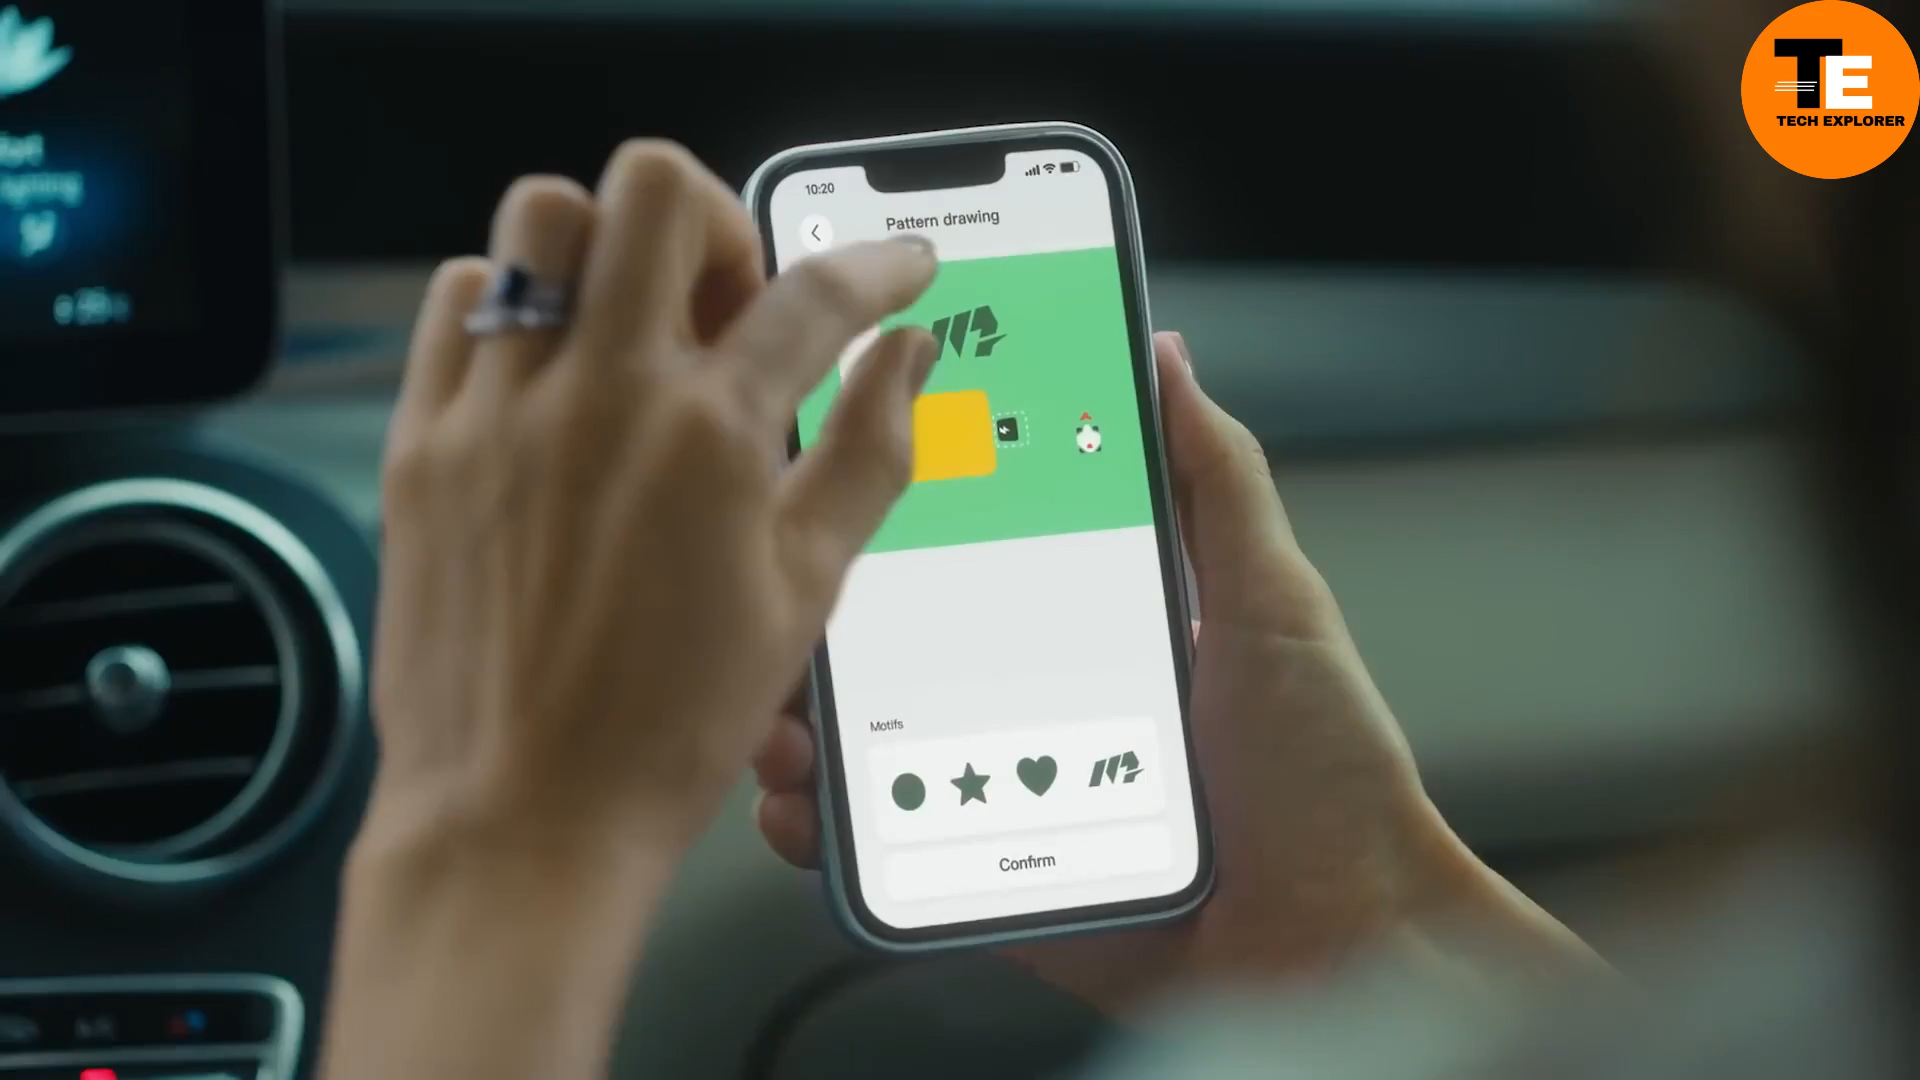 TE
TECH EXPLORER
10:20
Pattern drawing
Motifs
Confirm